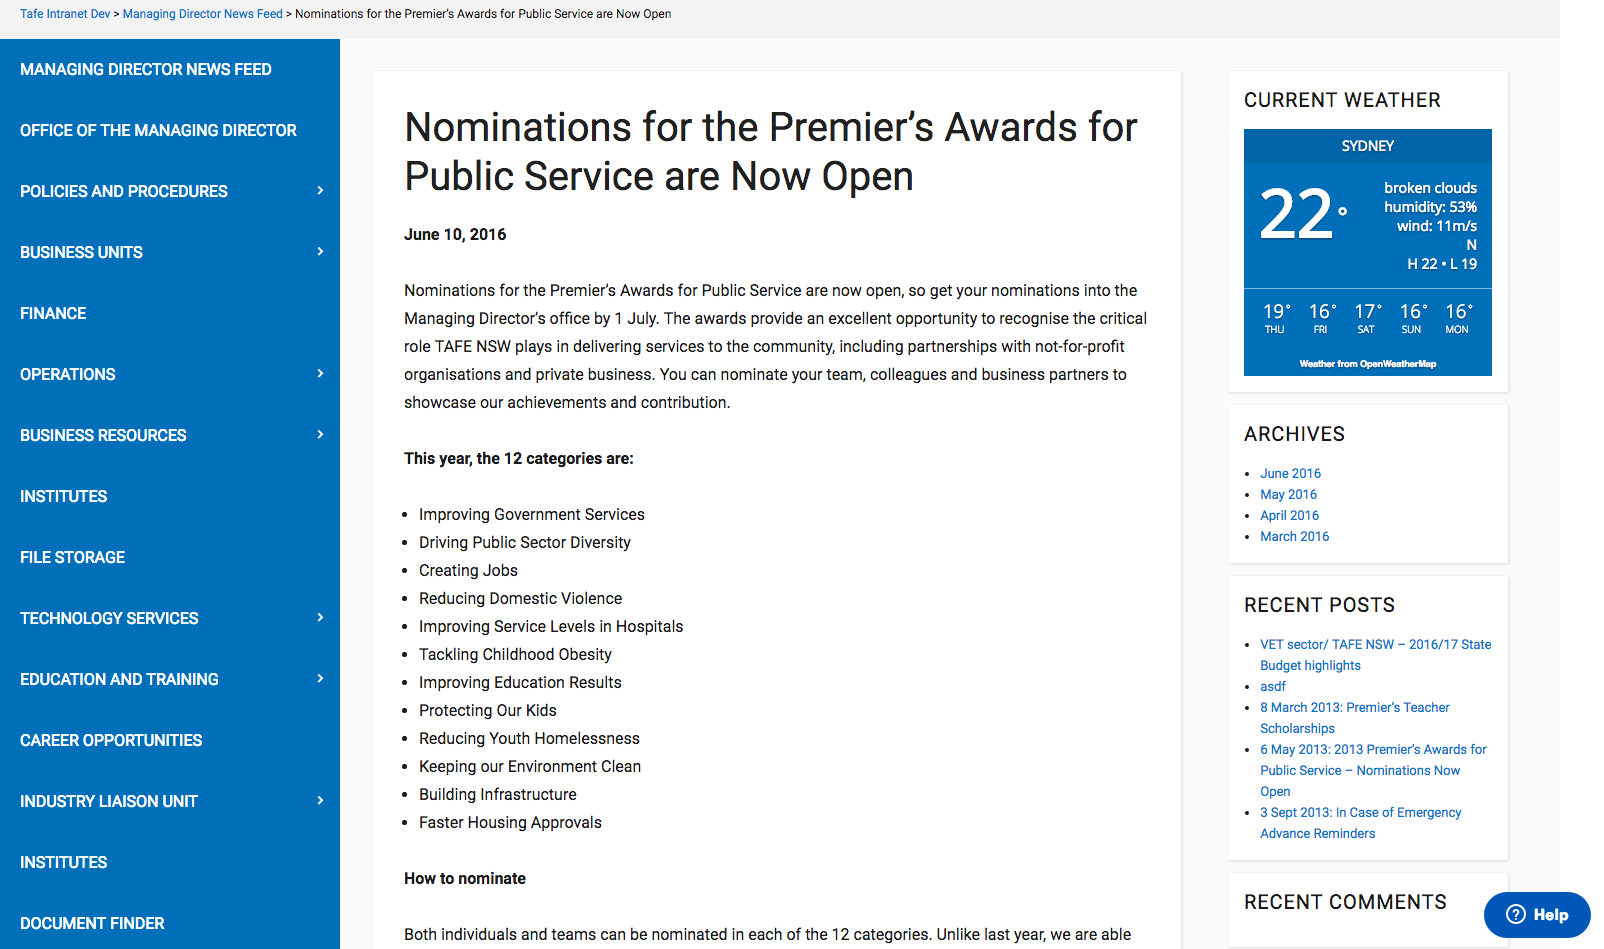 Tafe Intranet Dev > Managing Director News Feed > Nominations for the Premier’s Awards for Public Service are Now Open
MANAGING DIRECTOR NEWS FEED
OFFICE OF THE MANAGING DIRECTOR
POLICIES AND PROCEDURES
BUSINESS UNITS
FINANCE
OPERATIONS
BUSINESS RESOURCES
INSTITUTES
FILE STORAGE
TECHNOLOGY SERVICES
EDUCATION AND TRAINING
CAREER OPPORTUNITIES
INDUSTRY LIAISON UNIT
INSTITUTES
DOCUMENT FINDER
Nominations for the Premier’s Awards for
Public Service are Now Open
June 10, 2016
Nominations for the Premier’s Awards for Public Service are now open, so get your nominations into the
Managing Director’s office by 1 July. The awards provide an excellent opportunity to recognise the critical
role TAFE NSW plays in delivering services to the community, including partnerships with not-for-profit
organisations and private business. You can nominate your team, colleagues and business partners to
showcase our achievements and contribution.
This year, the 12 categories are:
• Improving Government Services
• Driving Public Sector Diversity
• Creating Jobs
• Reducing Domestic Violence
• Improving Service Levels in Hospitals
• Tackling Childhood Obesity
• Improving Education Results
• Protecting Our Kids
• Reducing Youth Homelessness
• Keeping our Environment Clean
• Building Infrastructure
• Faster Housing Approvals
How to nominate
Both individuals and teams can be nominated in each of the 12 categories. Unlike last year, we are able
CURRENT WEATHER
SYDNEY
22°
broken clouds
humidity: 53%
wind: 11m/s
N
H 22 • L 19
19° 16° 17° 16° 16°
THU FRI SAT SUN MON
Weather from OpenWeatherMap
ARCHIVES
• June 2016
• May 2016
• April 2016
• March 2016
RECENT POSTS
• VET sector/ TAFE NSW – 2016/17 State
Budget highlights
• asdf
• 8 March 2013: Premier’s Teacher
Scholarships
• 6 May 2013: 2013 Premier’s Awards for
Public Service – Nominations Now
Open
• 3 Sept 2013: In Case of Emergency
Advance Reminders
RECENT COMMENTS
? Help